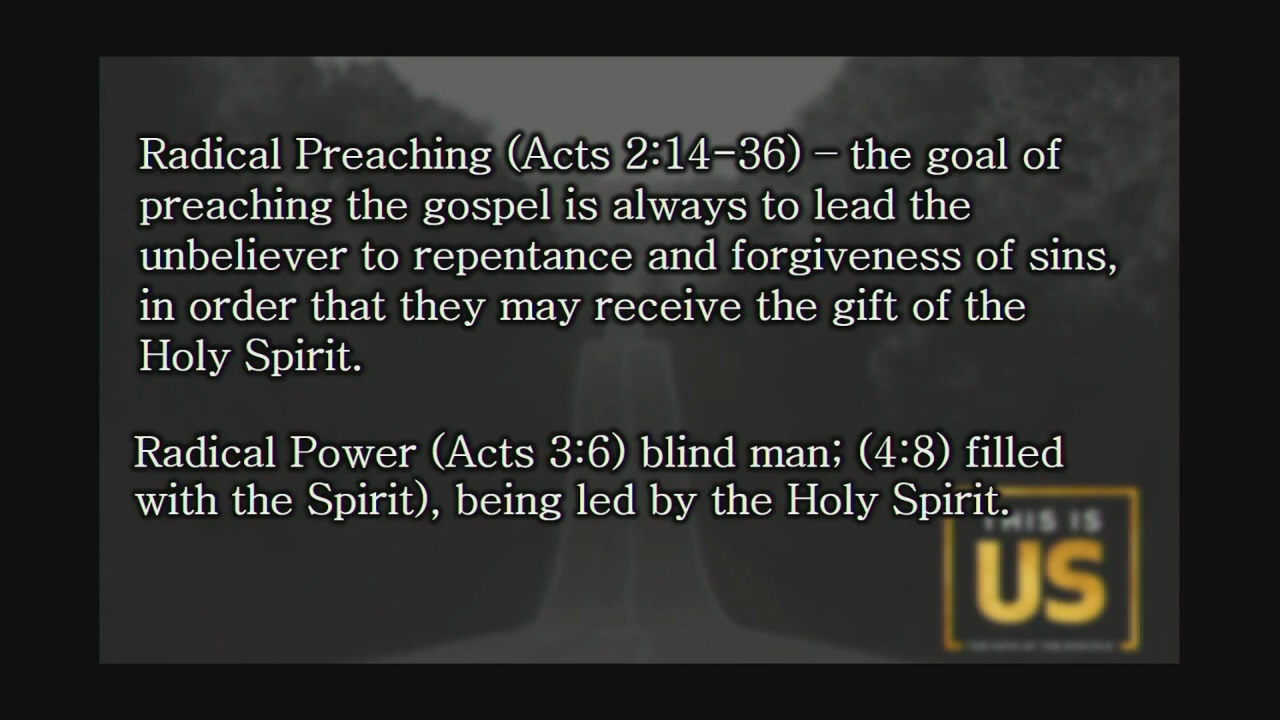 Radical Preaching (Acts 2:14-36) – the goal of
preaching the gospel is always to lead the
unbeliever to repentance and forgiveness of sins,
in order that they may receive the gift of the
Holy Spirit.
Radical Power (Acts 3:6) blind man; (4:8) filled
with the Spirit), being led by the Holy Spirit.
THIS IS
US